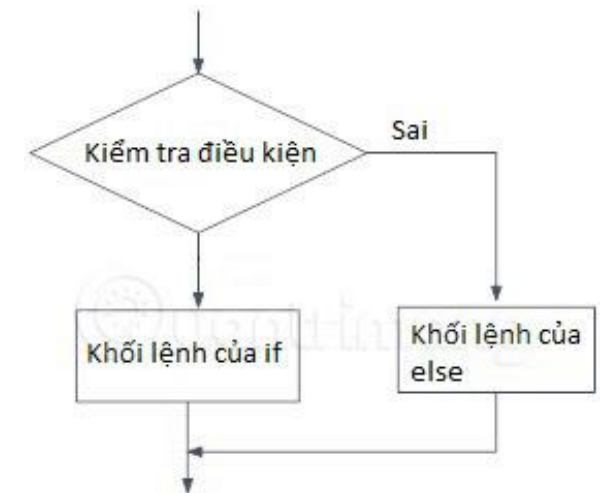 Kiểm tra điều kiện
Sai
Khối lệnh của if
Khối lệnh của
else